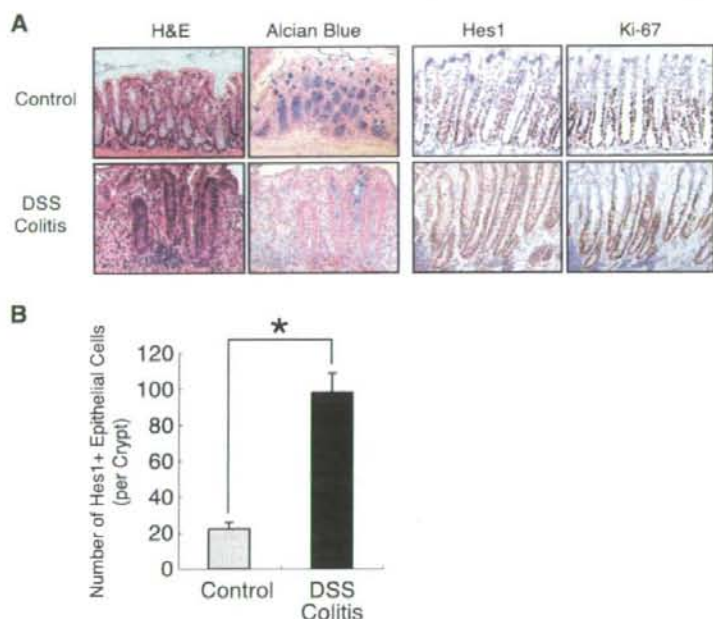 A
H&E Alcian Blue Hes1 Ki-67
Control
DSS
Colitis
B
*
Number of Hes1+ Epithelial Cells
(per Crypt)
120
100
80
60
40
20
0
Control DSS
Colitis